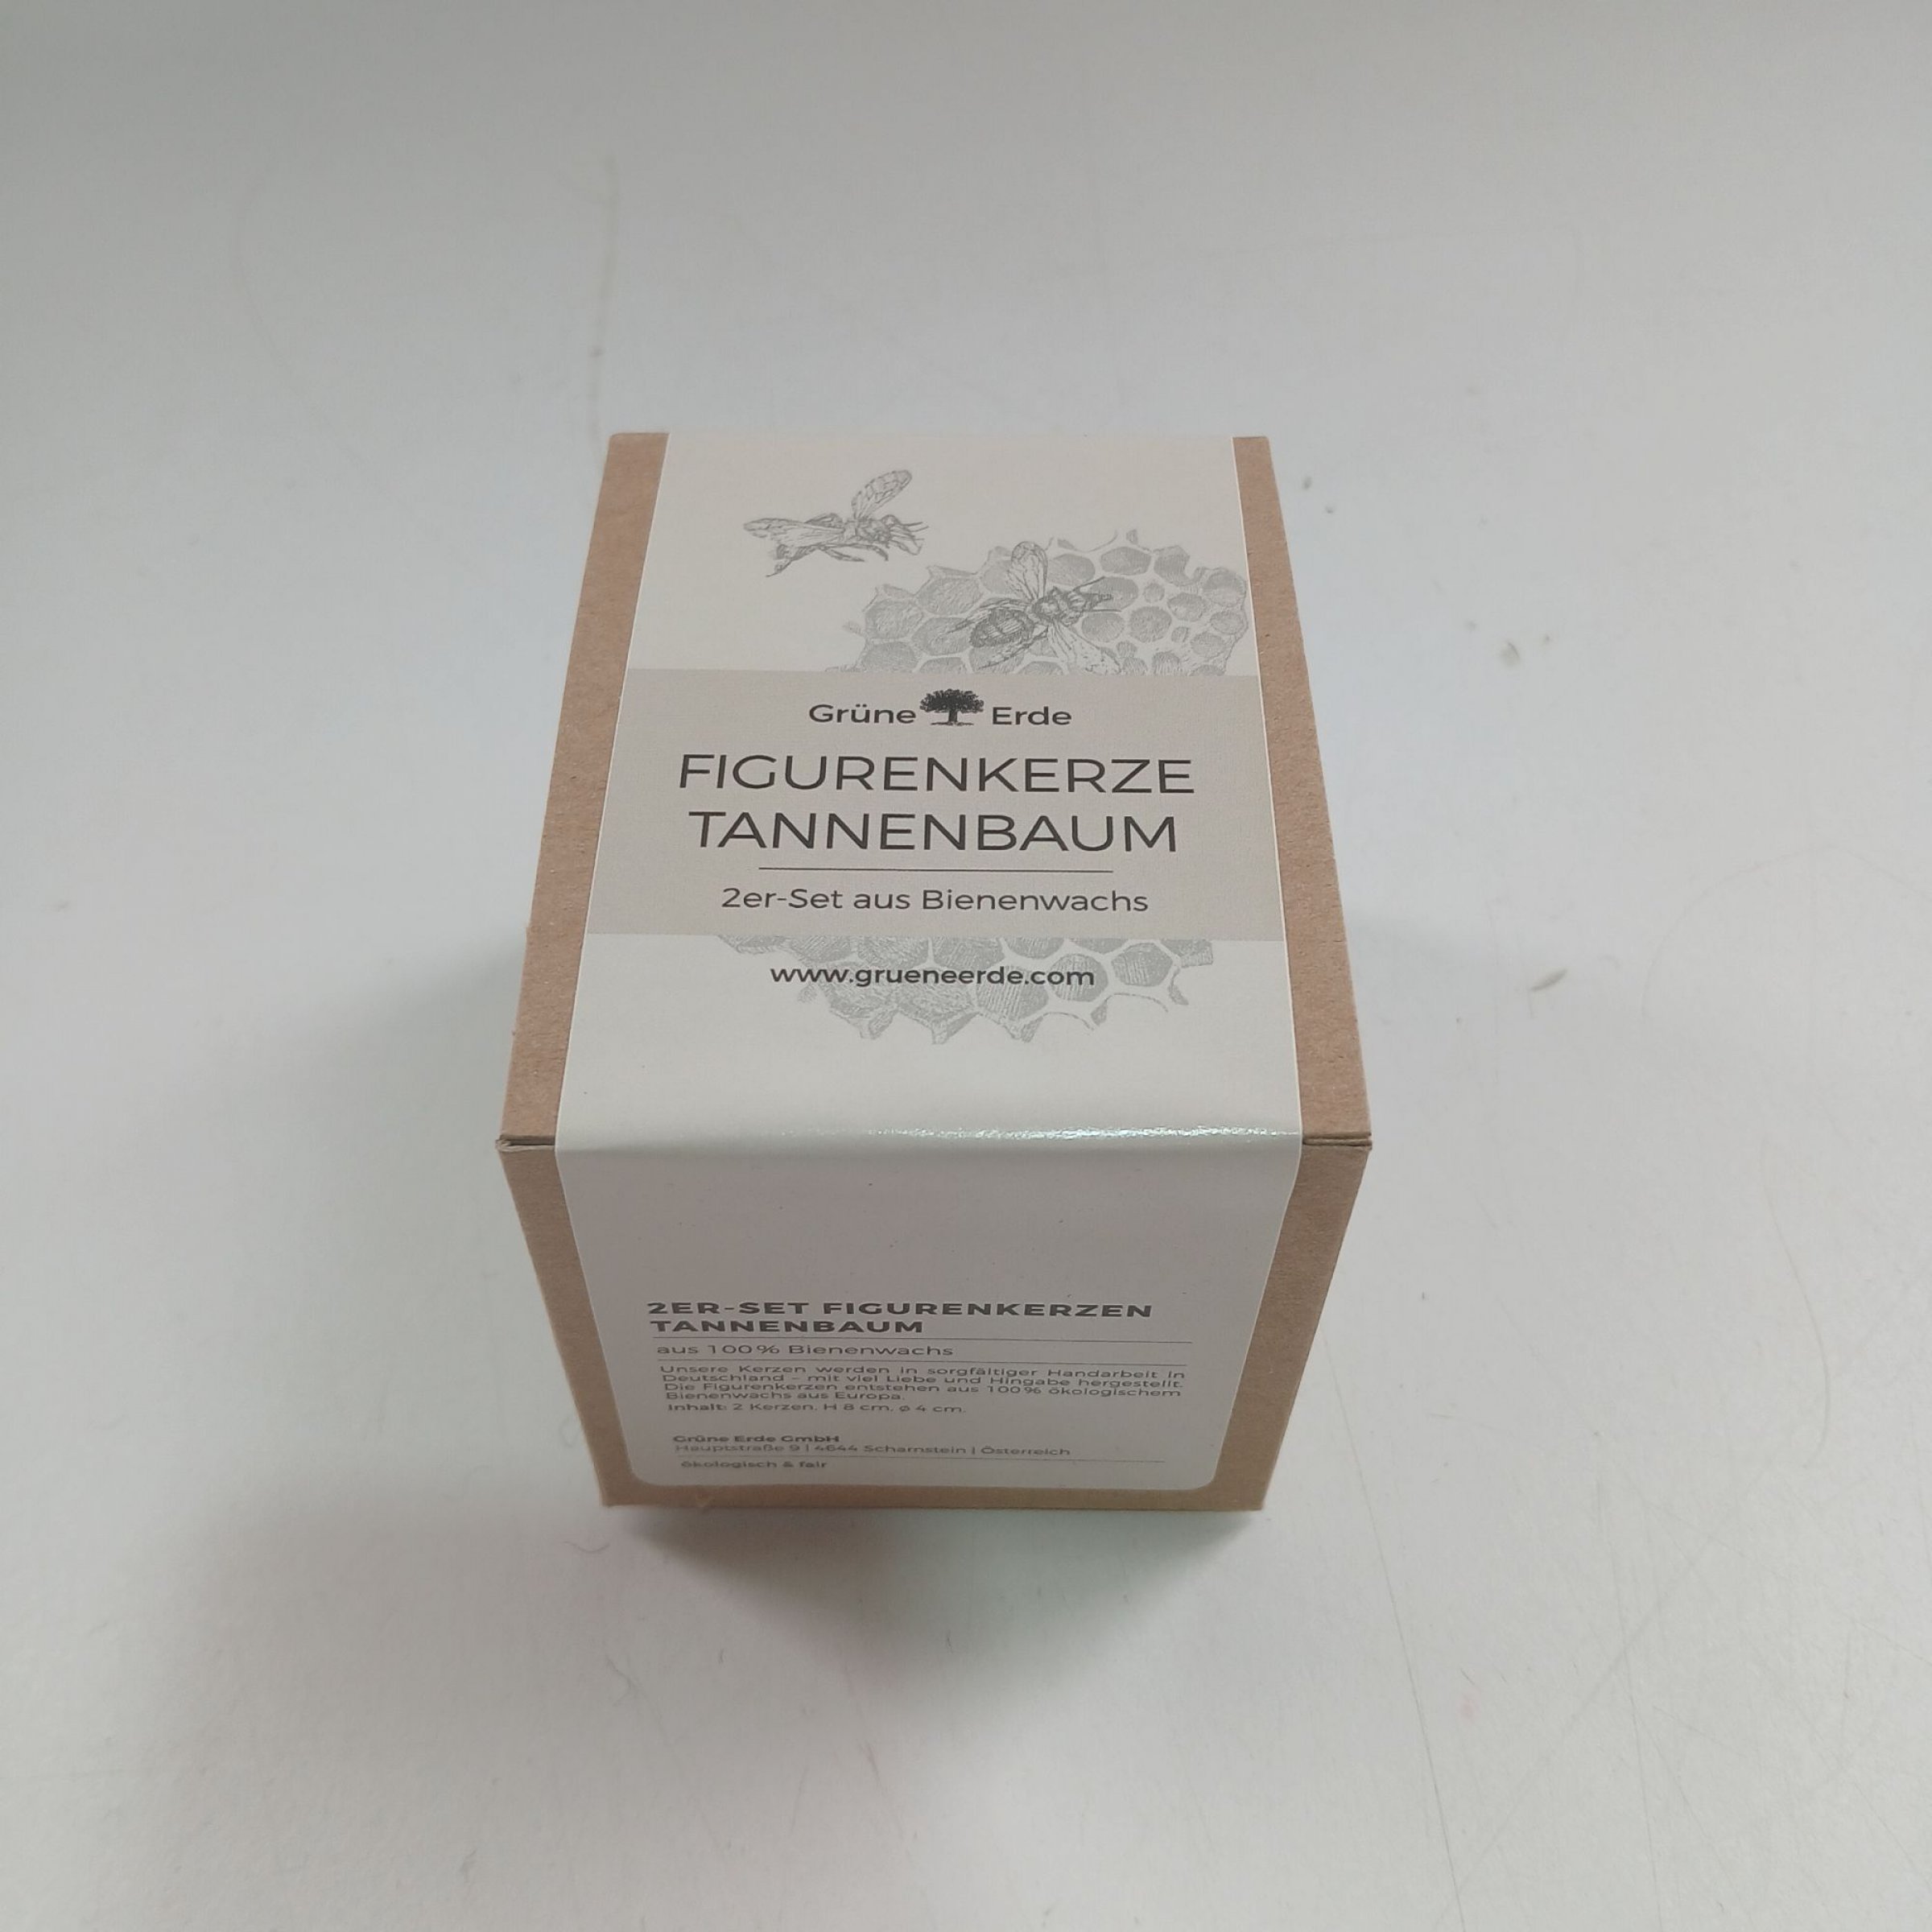 Grüne Erde
FIGURENKERZE
TANNENBAUM
2er-Set aus Bienenwachs
www.grueneerde.com
2ER-SET FIGURENKERZEN
TANNENBAUM
aus 100% Bienenwachs
Unsere Kerzen werden in sorgfältiger Handarbeit in
Deutschland – mit viel Liebe und Hingabe hergestellt.
Die Figurenkerzen entstehen aus 100% ökologischem
Bienenwachs aus Europa.
Inhalt: 2 Kerzen, H 8 cm, ø 4 cm.
Grüne Erde GmbH
Hauptstraße 9 | 4644 Scharnstein | Österreich
ökologisch & fair